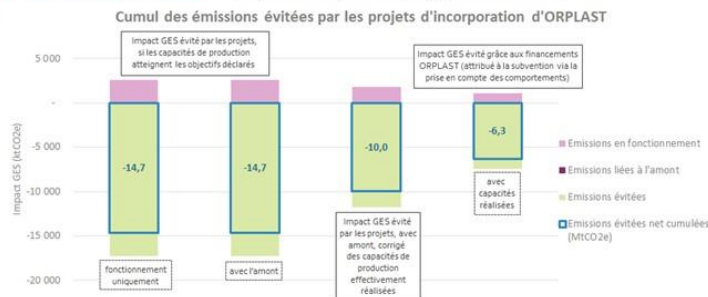 Cumul des émissions évitées par les projets d'incorporation d'ORPLAST
Impact GES évité par les projets,
si les capacités de production
atteignent les objectifs déclarés
Impact GES évité grâce aux financements
ORPLAST (attribué à la subvention via la
prise en compte des comportements)
Impact GES (ktCO2e)
5 000
-
-5 000
-10 000
-15 000
-20 000
-14,7
-14,7
-10,0
-6,3
fonctionnement
uniquement
avec l'amont
Impact GES évité
par les projets, avec
amont, corrigé
des capacités de
production
effectivement
réalisées
avec
capacités
réalisées
Emissions en fonctionnement
Emissions liées à l'amont
Emissions évitées
Emissions évitées net cumulées
(MtCO2e)